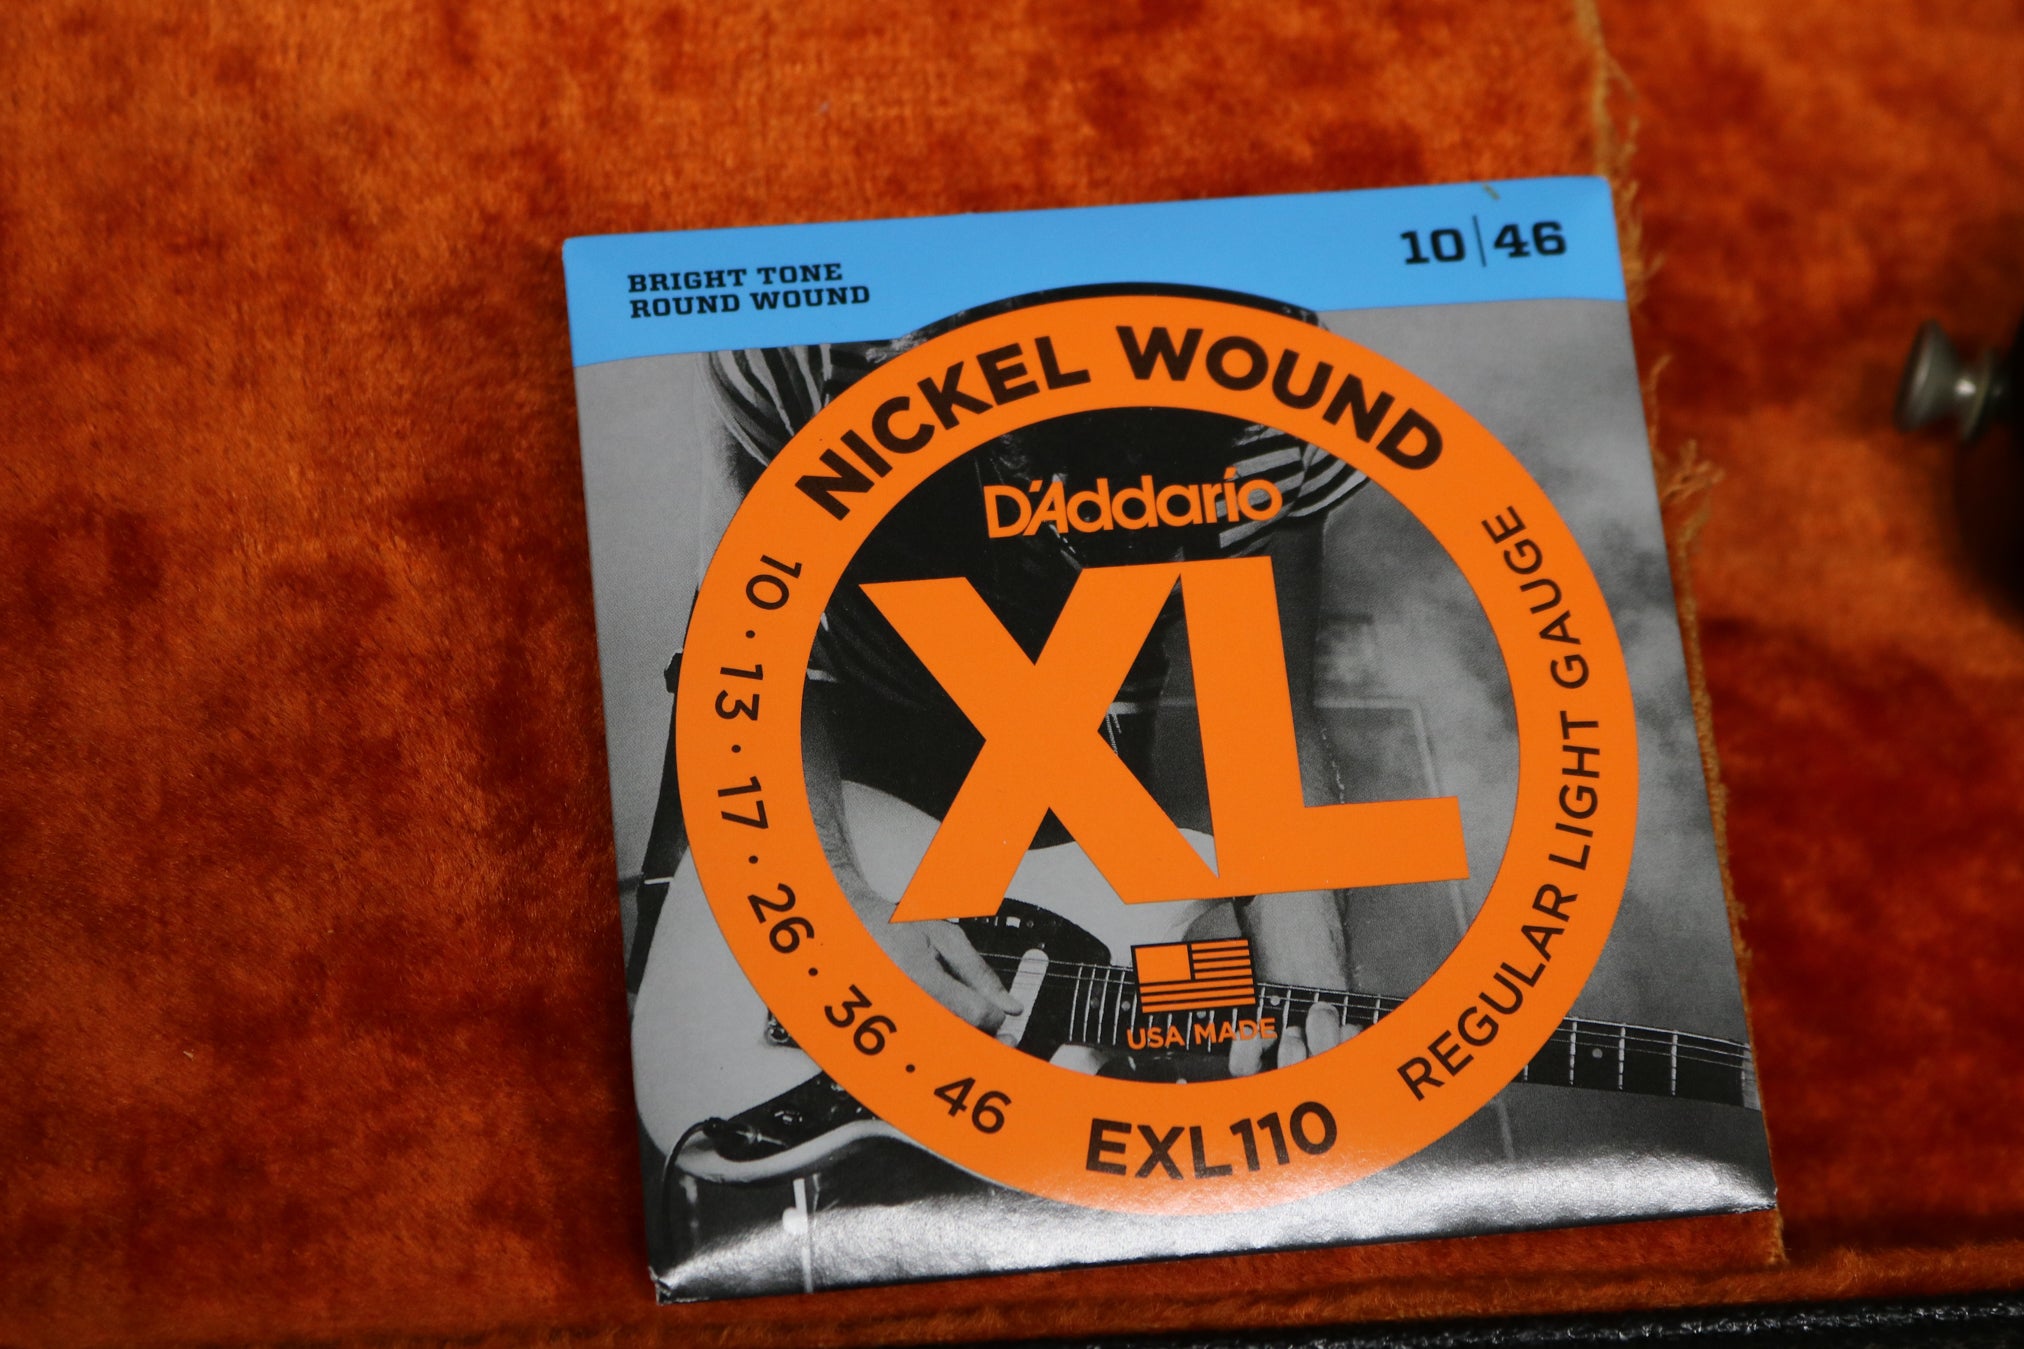 BRIGHT TONE
ROUND WOUND
10|46
NICKEL WOUND
D'Addario
XL
USA MADE
10 · 13 · 17 · 26 · 36 · 46
EXL110
REGULAR LIGHT GAUGE